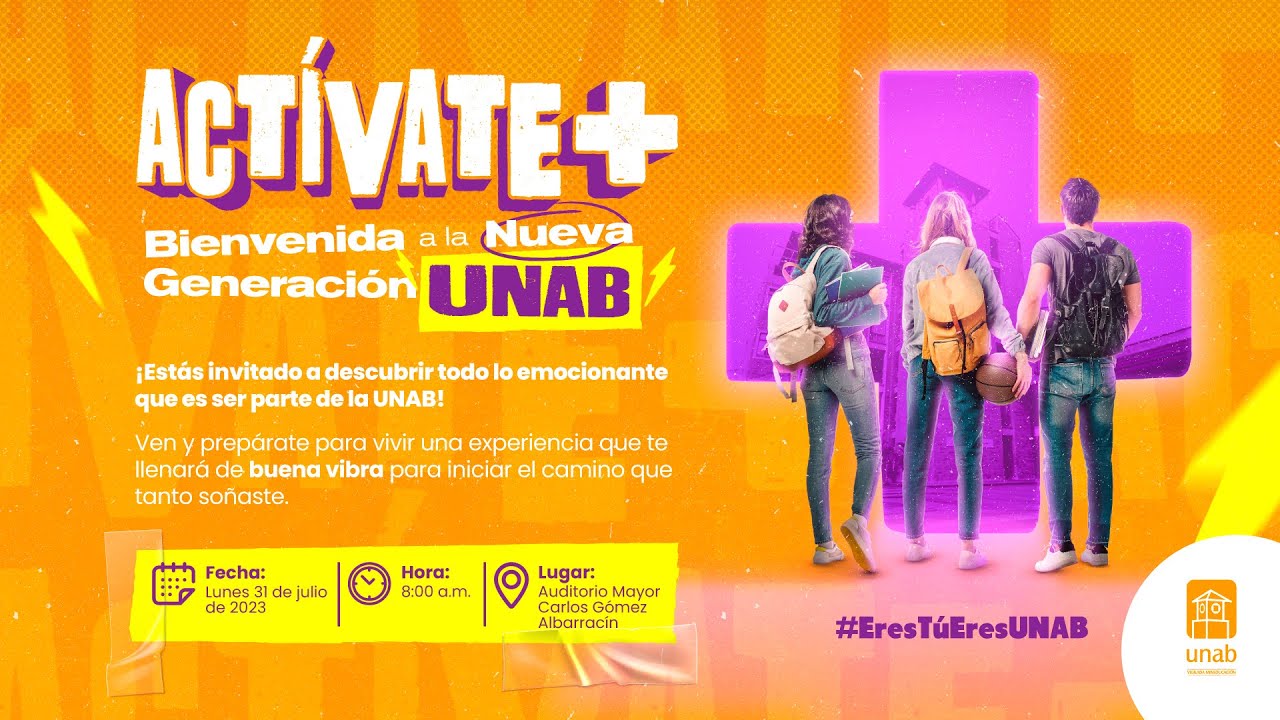 ACTÍVATE+
Bienvenida a la Nueva
Generación UNAB
¡Estás invitado a descubrir todo lo emocionante
que es ser parte de la UNAB!
Ven y prepárate para vivir una experiencia que te
llenará de buena vibra para iniciar el camino que
tanto soñaste.
Fecha:
Lunes 31 de julio
de 2023
Hora:
8:00 a.m.
Lugar:
Auditorio Mayor
Carlos Gómez
Albarracín
#EresTúEresUNAB
unab
VIGILADA MINEDUCACIÓN